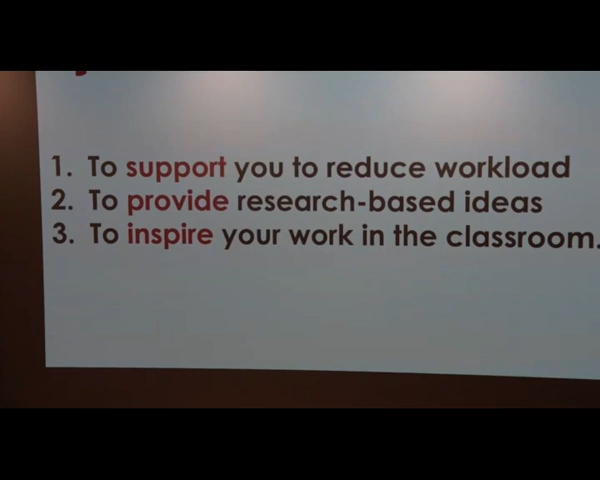 1. To support you to reduce workload
2. To provide research-based ideas
3. To inspire your work in the classroom.